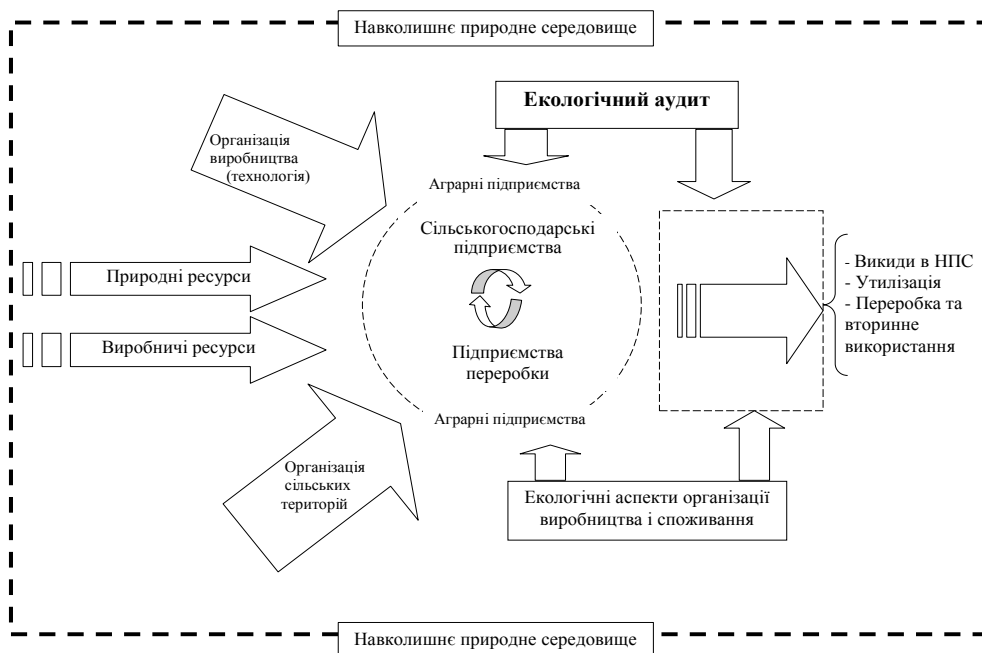 Навколишнє природне середовище
Екологічний аудит
Організація
виробництва
(технологія)
Аграрні підприємства
Сільськогосподарські
підприємства
Природні ресурси
Виробничі ресурси
Підприємства
переробки
Аграрні підприємства
- Викиди в НПС
- Утилізація
- Переробка та
вторинне
використання
Організація
сільських
територій
Екологічні аспекти організації
виробництва і споживання
Навколишнє природне середовище